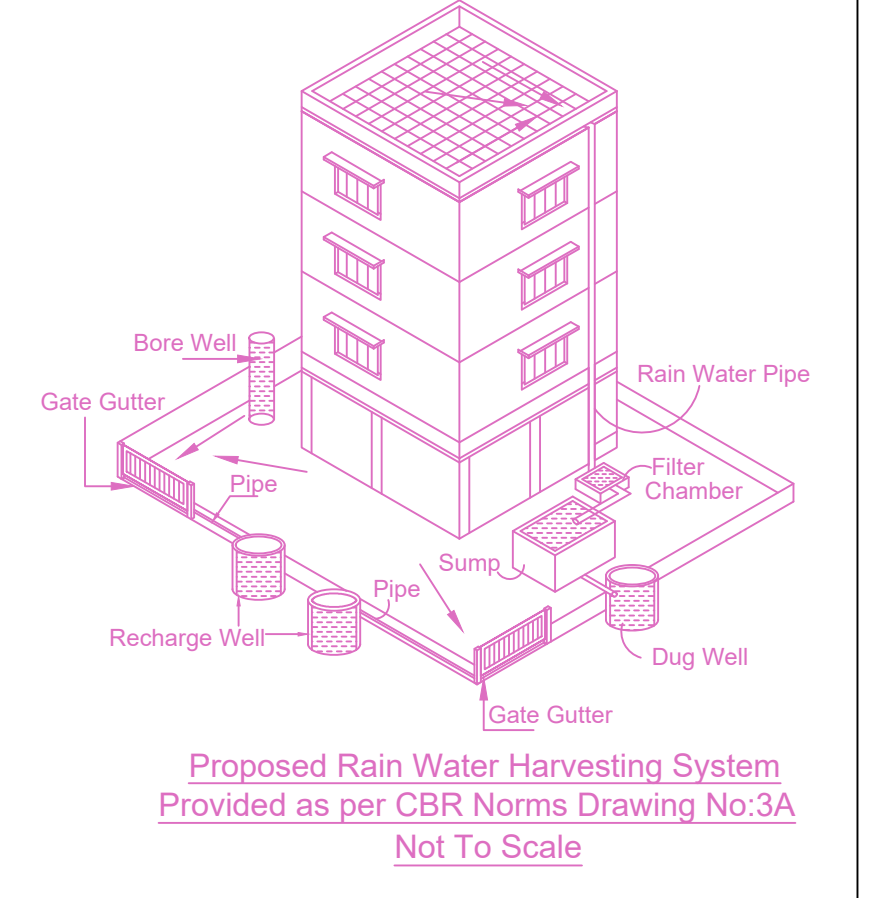 Bore Well
Rain Water Pipe
Gate Gutter
Filter
Chamber
Pipe
Sump
Pipe
Recharge Well
Dug Well
Gate Gutter
Proposed Rain Water Harvesting System
Provided as per CBR Norms Drawing No:3A
Not To Scale